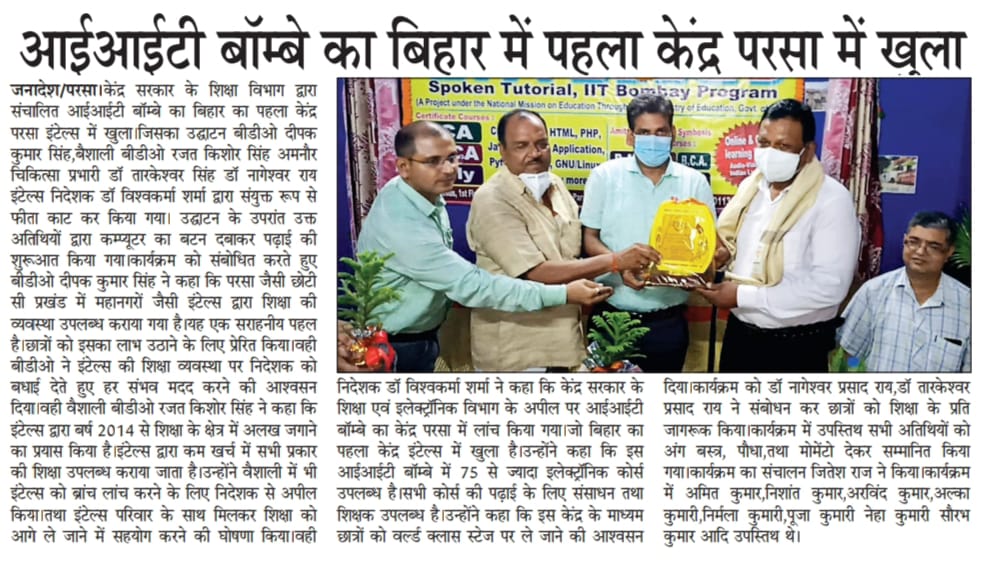 आईआईटी बॉम्बे का बिहार में पहला केंद्र परसा में खुला
जनादेश/परसा।केंद्र सरकार के शिक्षा विभाग द्वारा
संचालित आईआईटी बॉम्बे का बिहार का पहला केंद्र
परसा इंटेल्स में खुला।जिसका उद्घाटन बीडीओ दीपक
कुमार सिंह,बैशाली बीडीओ रजत किशोर सिंह अमनौर
चिकित्सा प्रभारी डॉ तारकेश्वर सिंह डॉ नागेश्वर राय
इंटेल्स निदेशक डॉ विश्वकर्मा शर्मा द्वारा संयुक्त रूप से
फीता काट कर किया गया। उद्घाटन के उपरांत उक्त
अतिथियों द्वारा कम्प्यूटर का बटन दबाकर पढ़ाई की
शुरूआत किया गया।कार्यक्रम को संबोधित करते हुए
बीडीओ दीपक कुमार सिंह ने कहा कि परसा जैसी छोटी
सी प्रखंड में महानगरों जैसी इंटेल्स द्वारा शिक्षा की
व्यवस्था उपलब्ध कराया गया है।यह एक सराहनीय पहल
है।छात्रों को इसका लाभ उठाने के लिए प्रेरित किया।वही
बीडीओ ने इंटेल्स की शिक्षा व्यवस्था पर निदेशक को
बधाई देते हुए हर संभव मदद करने की आश्वसन
दिया।वही वैशाली बीडीओ रजत किशोर सिंह ने कहा कि
इंटेल्स द्वारा बर्ष 2014 से शिक्षा के क्षेत्र में अलख जगाने
का प्रयास किया है।इंटेल्स द्वारा कम खर्च में सभी प्रकार
की शिक्षा उपलब्ध कराया जाता है।उन्होंने वैशाली में भी
इंटेल्स को ब्रांच लांच करने के लिए निदेशक से अपील
किया।तथा इंटेल्स परिवार के साथ मिलकर शिक्षा को
आगे ले जाने में सहयोग करने की घोषणा किया।वही
Spoken Tutorial, IIT Bombay Program
(A Project under the National Mission on Education Through
of Education, Govt. of
Certificate Courses :
HTML, PHP,
Application,
GNU/Linux
more
Symbosis
B.C.A.
Online &
learning
निदेशक डॉ विश्वकर्मा शर्मा ने कहा कि केंद्र सरकार के
शिक्षा एवं इलेक्ट्रॉनिक विभाग के अपील पर आईआईटी
बॉम्बे का केंद्र परसा में लांच किया गया।जो बिहार का
पहला केंद्र इंटेल्स में खुला है।उन्होंने कहा कि इस
आईआईटी बॉम्बे में 75 से ज्यादा इलेक्ट्रॉनिक कोर्स
उपलब्ध है।सभी कोर्स की पढ़ाई के लिए संसाधन तथा
शिक्षक उपलब्ध है।उन्होंने कहा कि इस केंद्र के माध्यम
छात्रों को वर्ल्ड क्लास स्टेज पर ले जाने की आश्वसन
दिया।कार्यक्रम को डॉ नागेश्वर प्रसाद राय,डॉ तारकेश्वर
प्रसाद राय ने संबोधन कर छात्रों को शिक्षा के प्रति
जागरूक किया।कार्यक्रम में उपस्तिथ सभी अतिथियों को
अंग बस्त्र, पौधा,तथा मोमेंटो देकर सम्मानित किया
गया।कार्यक्रम का संचालन जितेश राज ने किया।कार्यक्रम
में अमित कुमार,निशांत कुमार,अरविंद कुमार,अल्का
कुमारी,निर्मला कुमारी,पूजा कुमारी नेहा कुमारी सौरभ
कुमार आदि उपस्तिथ थे।